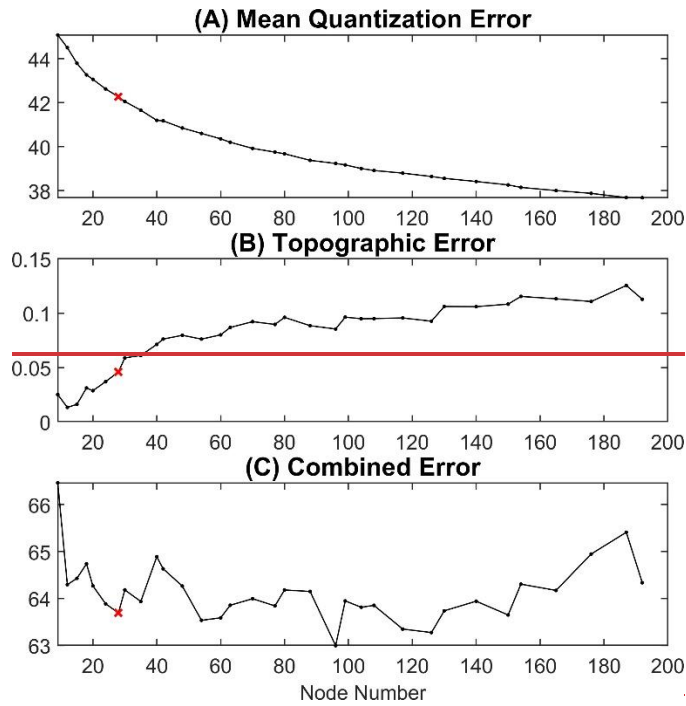 (A) Mean Quantization Error
44
42
40
38
20 40 60 80 100 120 140 160 180 200
(B) Topographic Error
0.15
0.1
0.05
0
20 40 60 80 100 120 140 160 180 200
(C) Combined Error
66
65
64
63
20 40 60 80 100 120 140 160 180 200
Node Number